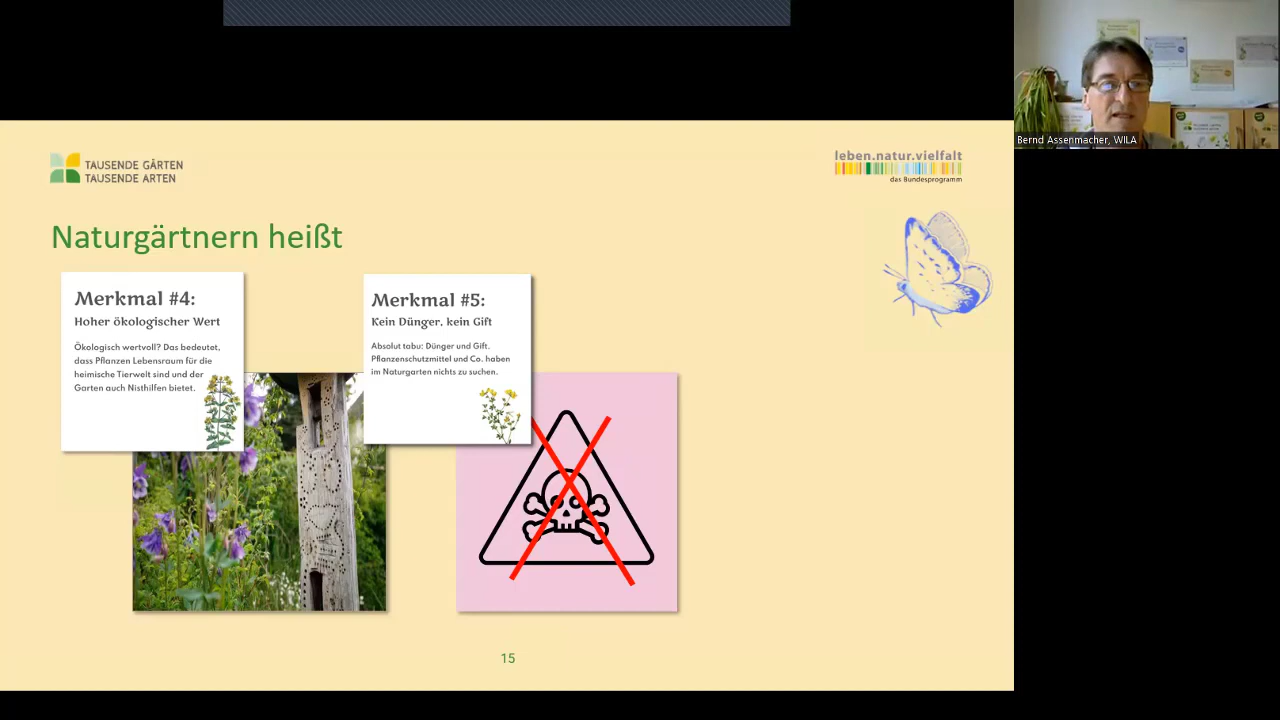 Bernd Assenmacher, WILA
TAUSENDE GÄRTEN
TAUSENDE ARTEN
leben.natur.vielfalt
das Bundesprogramm
Naturgärtnern heißt
Merkmal #4:
Hoher ökologischer Wert
Ökologisch wertvoll? Das bedeutet,
dass Pflanzen Lebensraum für die
heimische Tierwelt sind und der
Garten auch Nisthilfen bietet.
Merkmal #5:
Kein Dünger, kein Gift
Absolut tabu: Dünger und Gift.
Pflanzenschutzmittel und Co. haben
im Naturgarten nichts zu suchen.
15